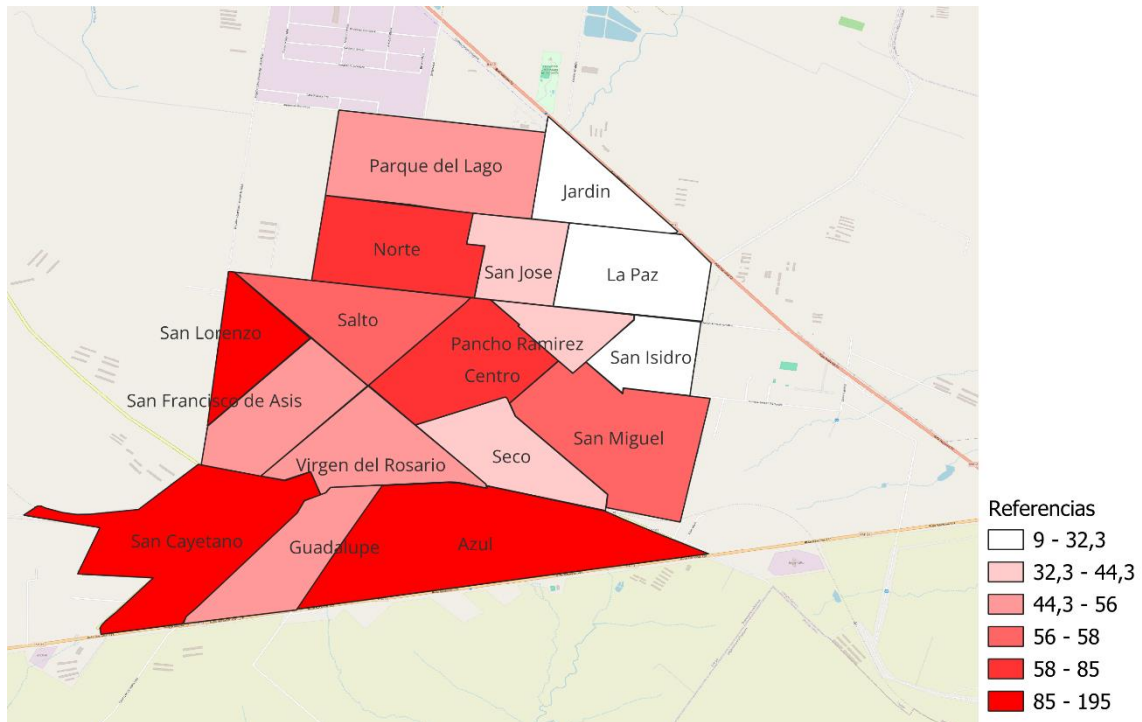 Parque del Lago
Jardin
Norte
San Jose
La Paz
San Lorenzo
Salto
Pancho Ramirez
Centro
San Isidro
San Francisco de Asis
San Miguel
Virgen del Rosario
Seco
San Cayetano
Guadalupe
Azul
Referencias
9 - 32,3
32,3 - 44,3
44,3 - 56
56 - 58
58 - 85
85 - 195